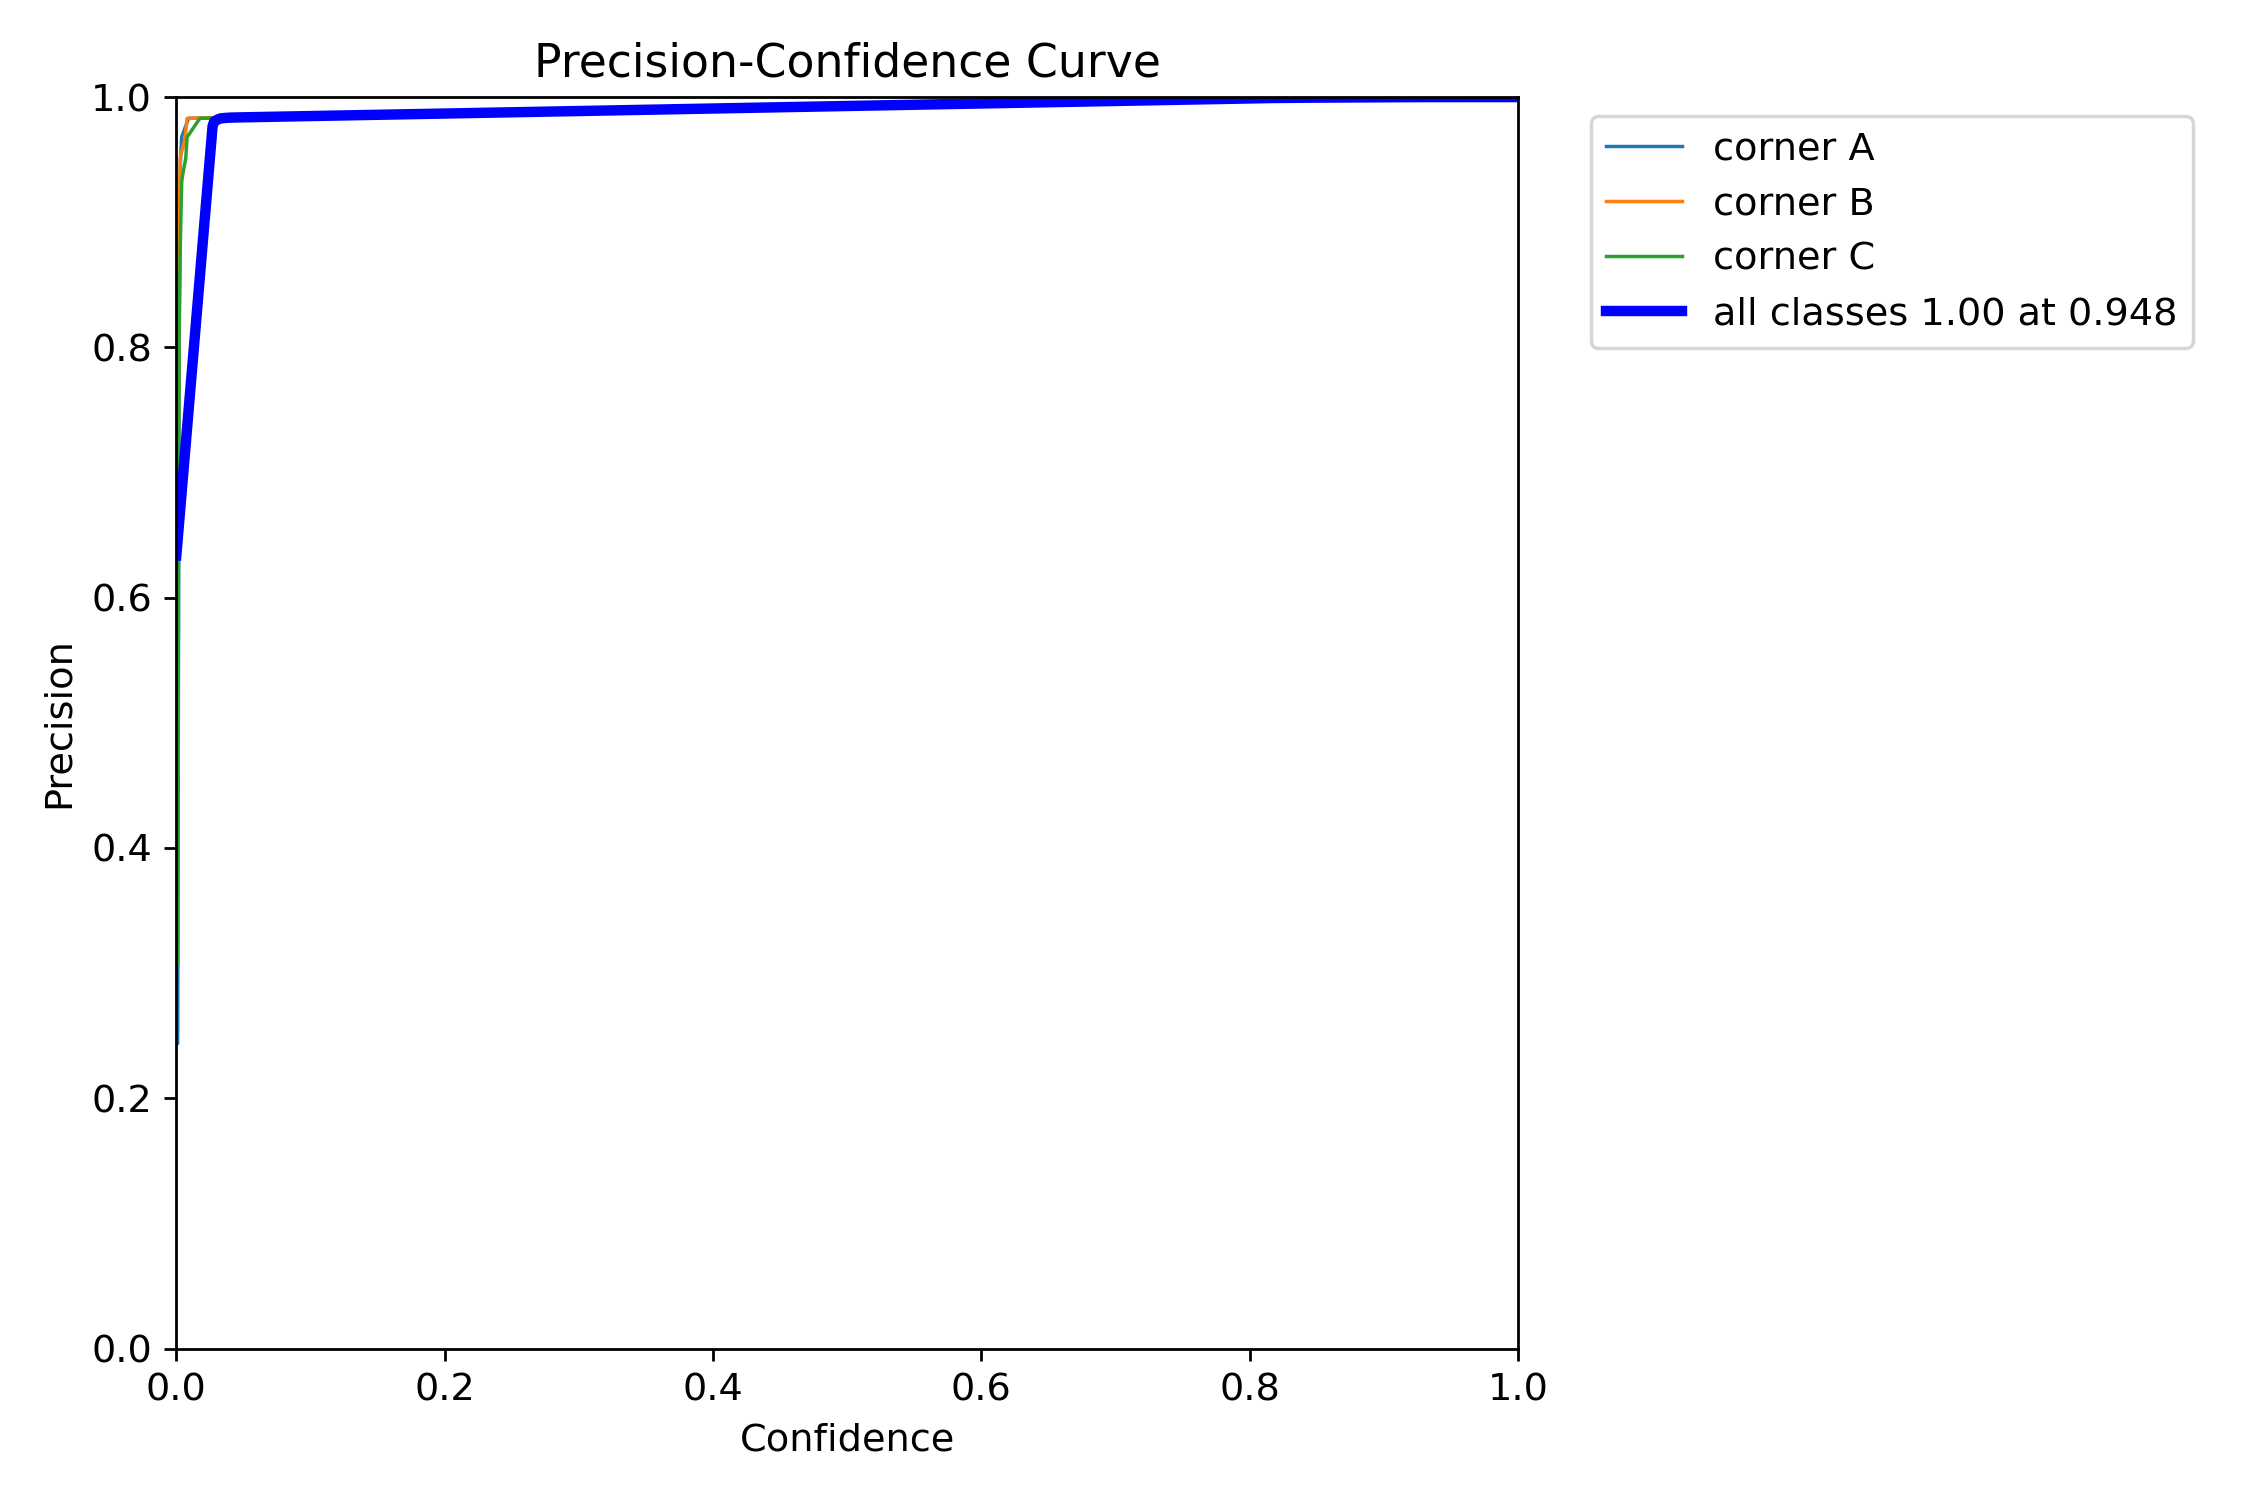 Precision-Confidence Curve
1.0
0.8
0.6
0.4
0.2
0.0
Precision
0.0 0.2 0.4 0.6 0.8 1.0
Confidence
corner A
corner B
corner C
all classes 1.00 at 0.948